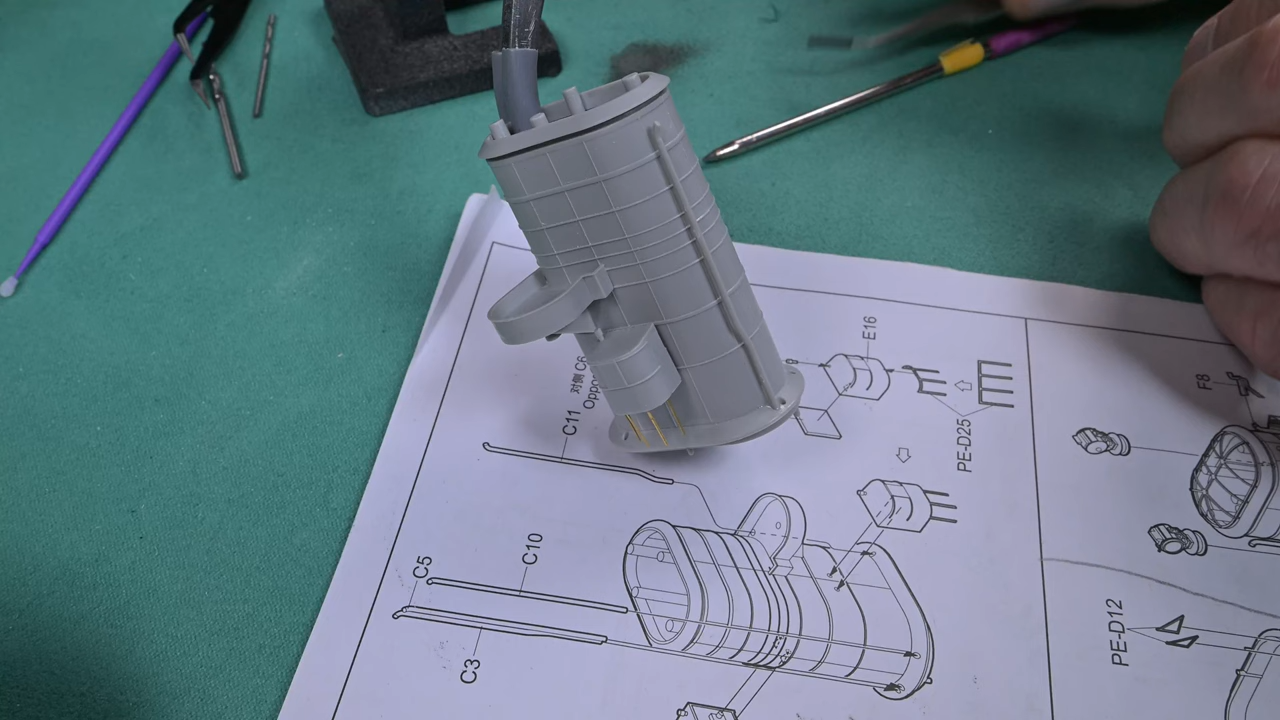 E16
F8
对侧 C6
Oppo
C11
PE-D25
C10
C5
C3
PE-D12